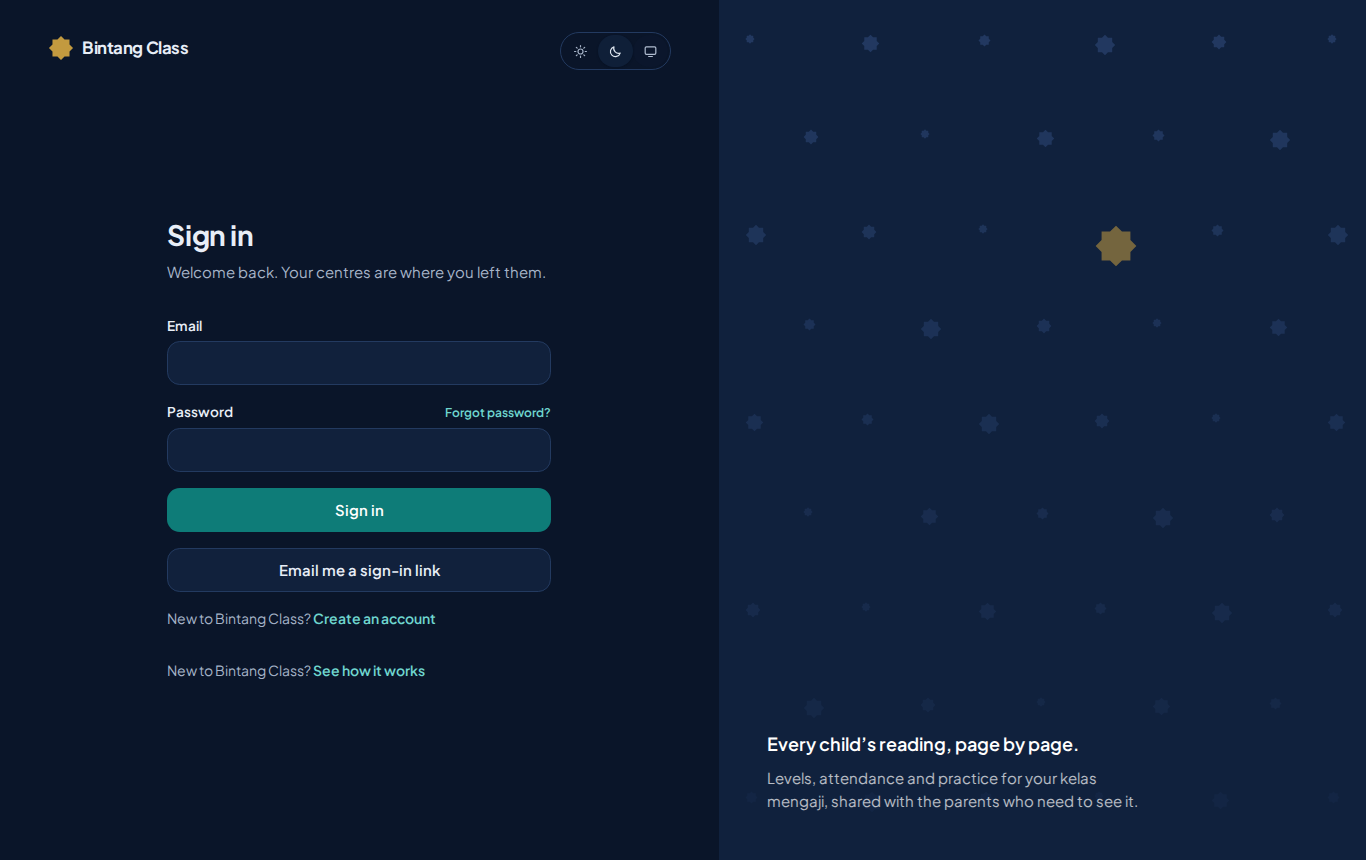 Bintang Class
Sign in
Welcome back. Your centres are where you left them.
Email
Password
Forgot password?
Sign in
Email me a sign-in link
New to Bintang Class? Create an account
New to Bintang Class? See how it works
Every child’s reading, page by page.
Levels, attendance and practice for your kelas
mengaji, shared with the parents who need to see it.